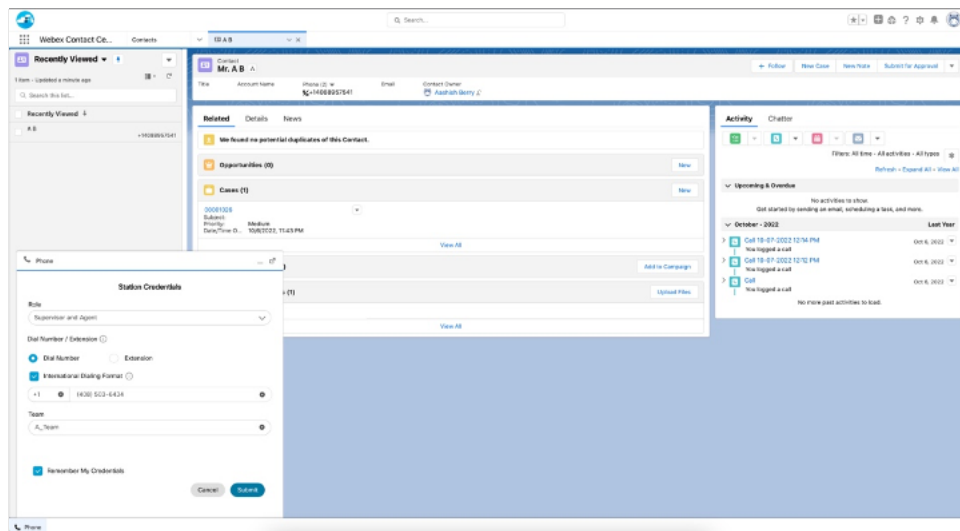 Search...
Webex Contact Ce...
Contacts
A B
Recently Viewed
1 item • Updated a minute ago
Search this list...
Recently Viewed
A B
+14088957541
Contact
Mr. A B
+ Follow
New Case
New Note
Submit for Approval
Title
Account Name
Phone (2)
Email
Contact Owner
+14088957541
Aashish Berry
Related
Details
News
We found no potential duplicates of this Contact.
Opportunities (0)
New
Cases (1)
New
00001026
Subject:
Priority:
Medium
Date/Time O...
10/6/2022, 11:43 PM
View All
Add to Campaign
(1)
Upload Files
View All
Activity
Chatter
Filters: All time • All activities • All types
Refresh • Expand All • View All
Upcoming & Overdue
No activities to show.
Get started by sending an email, scheduling a task, and more.
October • 2022
Last Year
Call 10-07-2022 12:14 PM
Oct 6, 2022
You logged a call
Call 10-07-2022 12:12 PM
Oct 6, 2022
You logged a call
Call
Oct 6, 2022
You logged a call
No more past activities to load.
Phone
Station Credentials
Role
Supervisor and Agent
Dial Number / Extension
Dial Number
Extension
International Dialing Format
+1
Team
A_Team
Remember My Credentials
Cancel
Submit
Phone